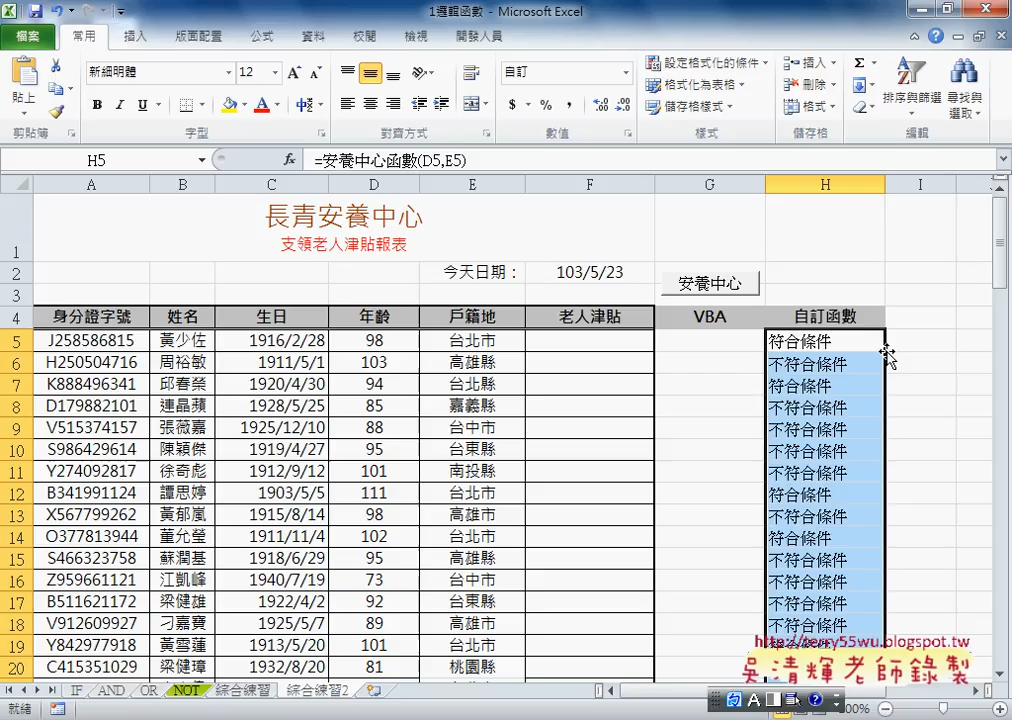 1邏輯函數 - Microsoft Excel
檔案 常用 插入 版面配置 公式 資料 校閱 檢視 開發人員
貼上 新細明體 12 自訂 設定格式化的條件 格式化為表格 儲存格樣式 插入 刪除 格式 排序與篩選 尋找與選取
剪貼簿 字型 對齊方式 數值 樣式 儲存格 編輯
H5 fx =安養中心函數(D5,E5)
A B C D E F G H I
長青安養中心
支領老人津貼報表
今天日期： 103/5/23
安養中心
4 身分證字號 姓名 生日 年齡 戶籍地 老人津貼 VBA 自訂函數
5 J258586815 黃少佐 1916/2/28 98 台北市 符合條件
6 H250504716 周裕敏 1911/5/1 103 高雄縣 不符合條件
7 K888496341 邱春榮 1920/4/30 94 台北縣 符合條件
8 D179882101 連晶蘋 1928/5/25 85 嘉義縣 不符合條件
9 V515374157 張薇嘉 1925/12/10 88 台中市 不符合條件
10 S986429614 陳穎傑 1919/4/27 95 台東縣 不符合條件
11 Y274092817 徐奇彪 1912/9/12 101 南投縣 不符合條件
12 B341991124 譚思婷 1903/5/5 111 台北市 符合條件
13 X567799262 黃郁嵐 1915/8/14 98 高雄市 不符合條件
14 O377813944 董允瑩 1911/11/4 102 台北市 符合條件
15 S466323758 蘇潤基 1918/6/29 95 高雄縣 不符合條件
16 Z959661121 江凱峰 1940/7/19 73 台中市 不符合條件
17 B511621172 梁健雄 1922/4/2 92 台東縣 不符合條件
18 V912609927 刁嘉寶 1925/5/7 89 高雄市 不符合條件
19 Y842977918 黃雪蓮 1913/5/20 101 台北市
20 C415351029 梁健璋 1932/8/20 81 桃園縣
http://terry55wu.blogspot.tw
吳清輝老師錄製
IF AND OR NOT 綜合練習 綜合練習2
就緒 100%